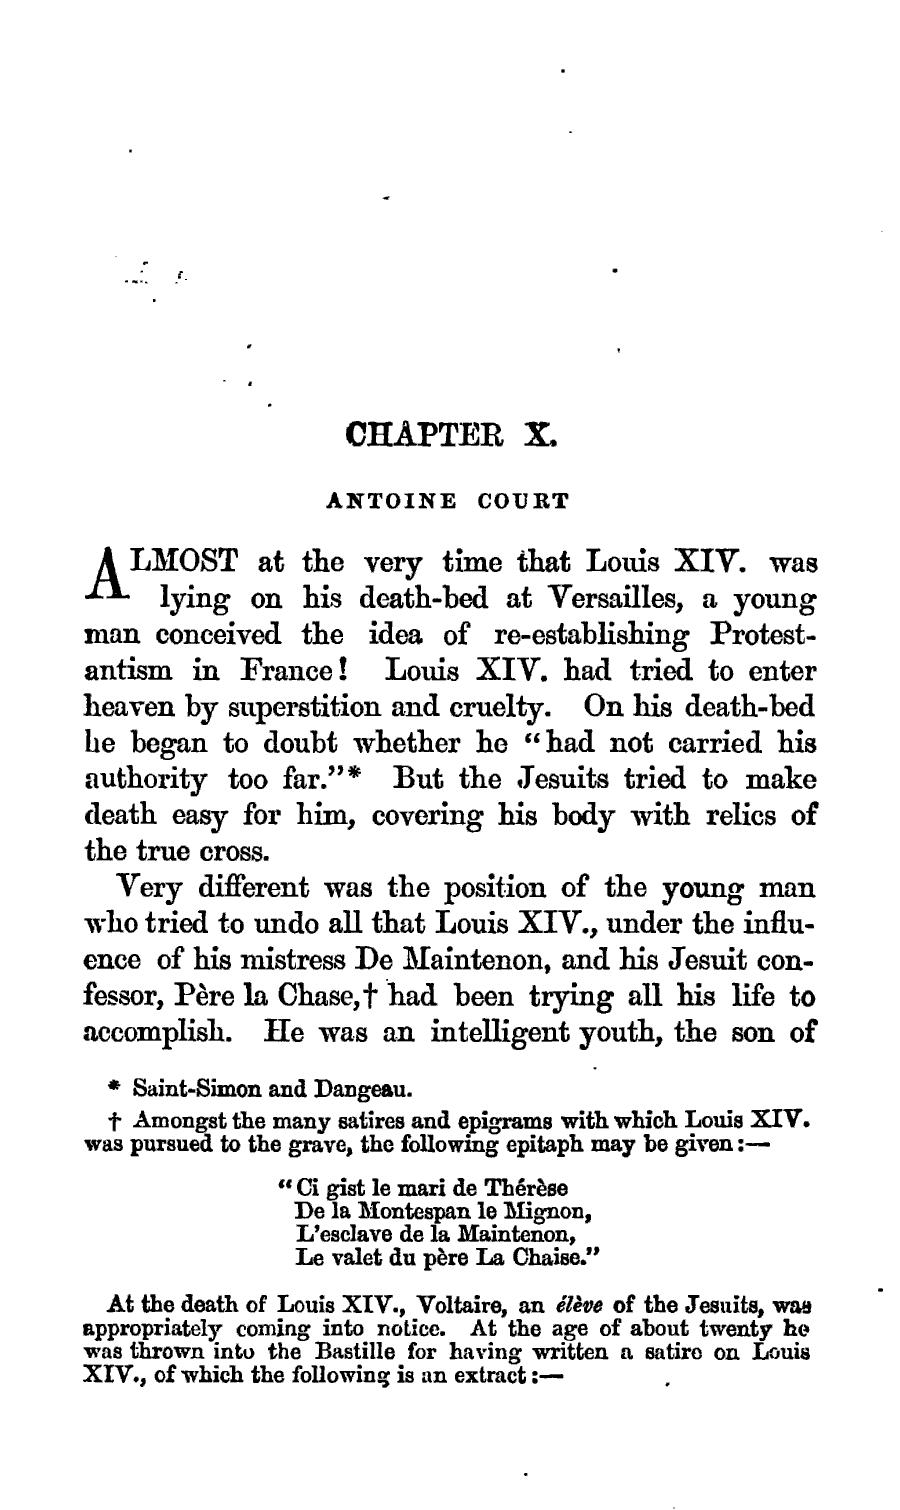 CHAPTER X.
ANTOINE COURT
ALMOST at the very time that Louis XIV. was
lying on his death-bed at Versailles, a young
man conceived the idea of re-establishing Protest-
antism in France! Louis XIV. had tried to enter
heaven by superstition and cruelty. On his death-bed
he began to doubt whether he “had not carried his
authority too far.”* But the Jesuits tried to make
death easy for him, covering his body with relics of
the true cross.
Very different was the position of the young man
who tried to undo all that Louis XIV., under the influ-
ence of his mistress De Maintenon, and his Jesuit con-
fessor, Père la Chase,† had been trying all his life to
accomplish. He was an intelligent youth, the son of
* Saint-Simon and Dangeau.
† Amongst the many satires and epigrams with which Louis XIV.
was pursued to the grave, the following epitaph may be given:—
“Ci gist le mari de Thérèse
De la Montespan le Mignon,
L’esclave de la Maintenon,
Le valet du père La Chaise.”
At the death of Louis XIV., Voltaire, an élève of the Jesuits, was
appropriately coming into notice. At the age of about twenty he
was thrown into the Bastille for having written a satire on Louis
XIV., of which the following is an extract:—